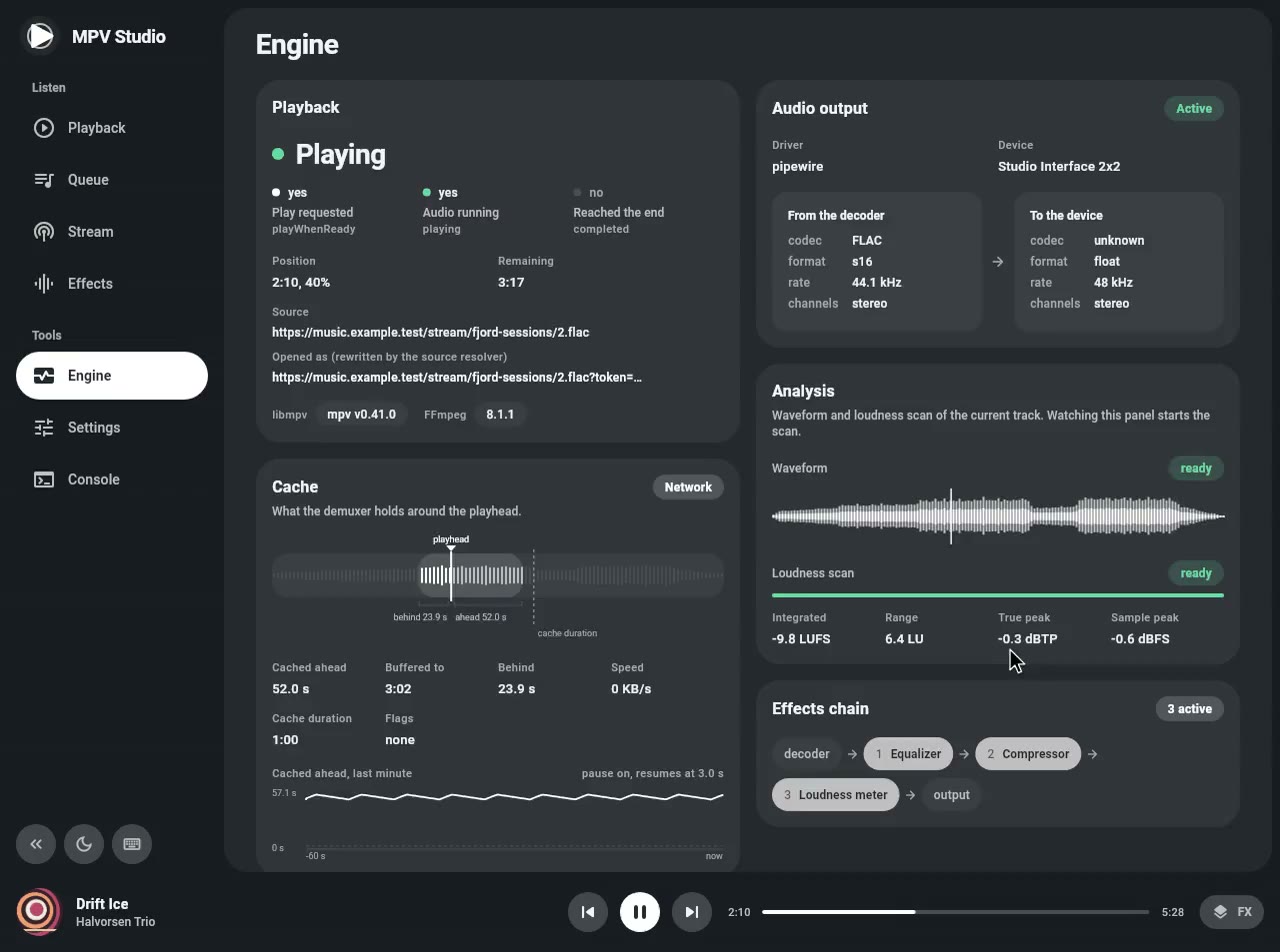 MPV Studio
Listen
Playback
Queue
Stream
Effects
Tools
Engine
Settings
Console
Engine
Playback
Playing
yes yes no
Play requested Audio running Reached the end
playWhenReady playing completed
Position Remaining
2:10, 40% 3:17
Source
https://music.example.test/stream/fjord-sessions/2.flac
Opened as (rewritten by the source resolver)
https://music.example.test/stream/fjord-sessions/2.flac?token=…
libmpv mpv v0.41.0 FFmpeg 8.1.1
Cache Network
What the demuxer holds around the playhead.
playhead
behind 23.9 s ahead 52.0 s
cache duration
Cached ahead Buffered to Behind Speed
52.0 s 3:02 23.9 s 0 KB/s
Cache duration Flags
1:00 none
Cached ahead, last minute pause on, resumes at 3.0 s
57.1 s
0 s
-60 s now
Audio output Active
Driver Device
pipewire Studio Interface 2x2
From the decoder
codec FLAC
format s16
rate 44.1 kHz
channels stereo
To the device
codec unknown
format float
rate 48 kHz
channels stereo
Analysis
Waveform and loudness scan of the current track. Watching this panel starts the
scan.
Waveform ready
Loudness scan ready
Integrated Range True peak Sample peak
-9.8 LUFS 6.4 LU -0.3 dBTP -0.6 dBFS
Effects chain 3 active
decoder → 1 Equalizer → 2 Compressor →
3 Loudness meter → output
Drift Ice
Halvorsen Trio
2:10 5:28 FX